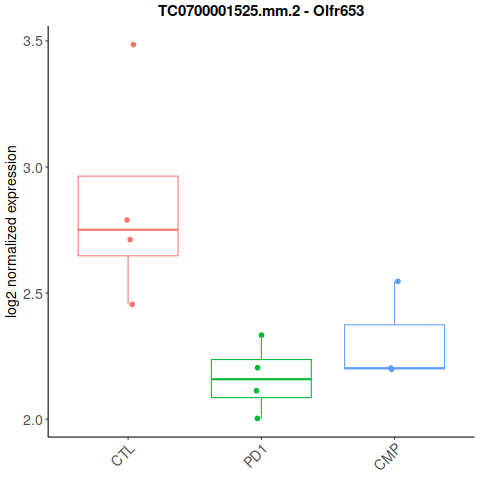 TC0700001525.mm.2 - Olfr653
log2 normalized expression
3.5
3.0
2.5
2.0
CTL
PD1
CMP